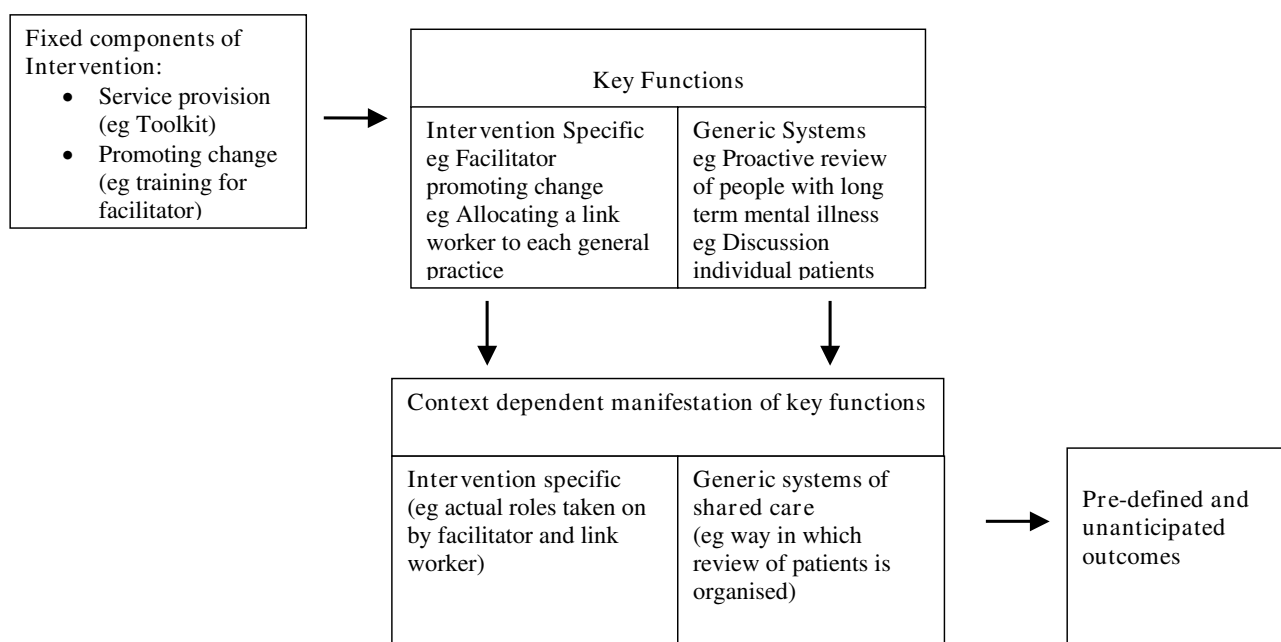 Fixed components of
Intervention:
• Service provision
(eg Toolkit)
• Promoting change
(eg training for
facilitator)
Key Functions
Intervention Specific
eg Facilitator
promoting change
eg Allocating a link
worker to each general
practice
Generic Systems
eg Proactive review
of people with long
term mental illness
eg Discussion
individual patients
Context dependent manifestation of key functions
Intervention specific
(eg actual roles taken on
by facilitator and link
worker)
Generic systems of
shared care
(eg way in which
review of patients is
organised)
Pre-defined and
unanticipated
outcomes